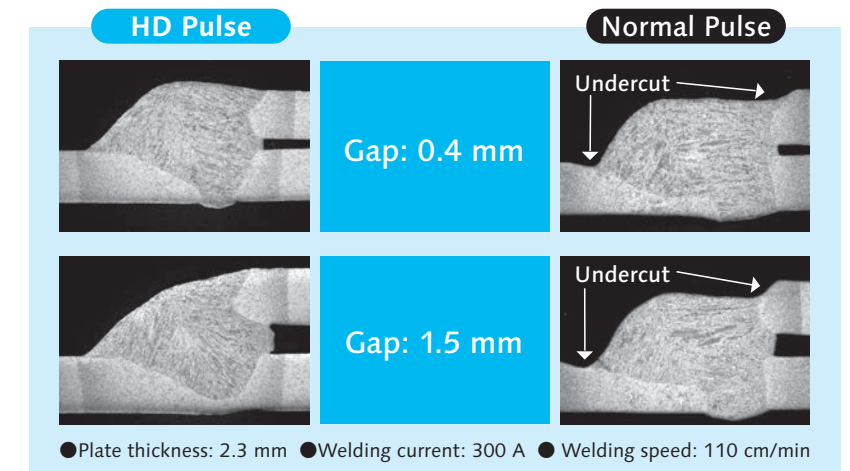 HD Pulse
Normal Pulse
Undercut
Gap: 0.4 mm
Undercut
Gap: 1.5 mm
●Plate thickness: 2.3 mm ●Welding current: 300 A ● Welding speed: 110 cm/min